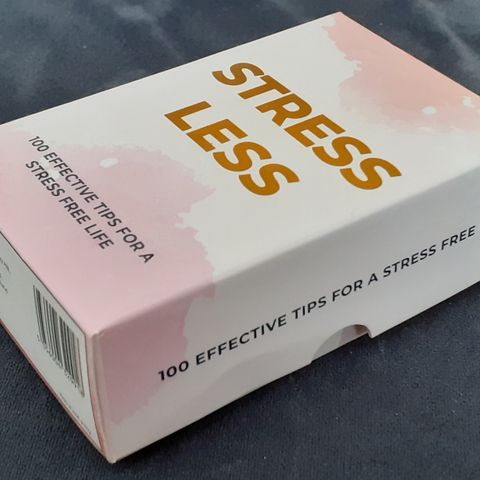 STRESS
LESS
100 EFFECTIVE TIPS FOR A
STRESS FREE LIFE
100 EFFECTIVE TIPS FOR A STRESS FREE